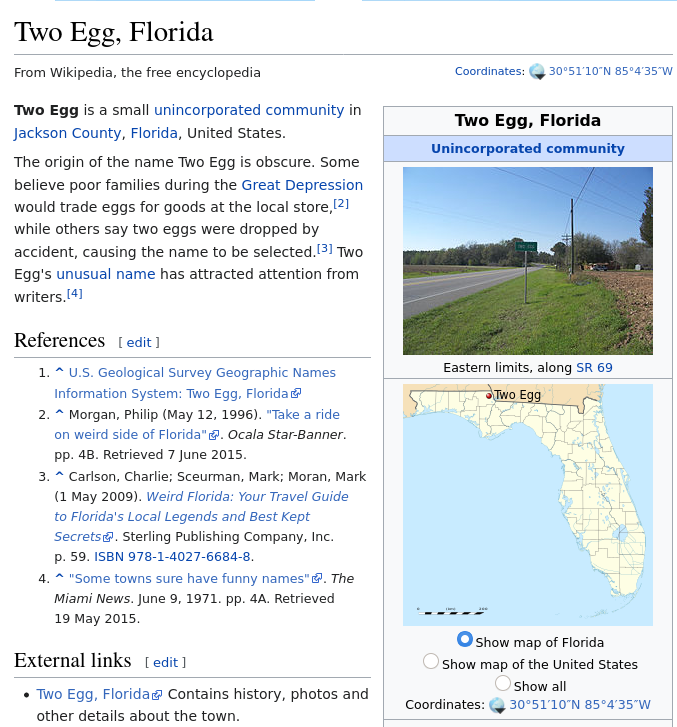 Two Egg, Florida
From Wikipedia, the free encyclopedia
Coordinates: 30°51′10″N 85°4′35″W
Two Egg is a small unincorporated community in
Jackson County, Florida, United States.
The origin of the name Two Egg is obscure. Some
believe poor families during the Great Depression
would trade eggs for goods at the local store,[2]
while others say two eggs were dropped by
accident, causing the name to be selected.[3] Two
Egg's unusual name has attracted attention from
writers.[4]
References [ edit ]
1. ^ U.S. Geological Survey Geographic Names
Information System: Two Egg, Florida
2. ^ Morgan, Philip (May 12, 1996). "Take a ride
on weird side of Florida". Ocala Star-Banner.
pp. 4B. Retrieved 7 June 2015.
3. ^ Carlson, Charlie; Sceurman, Mark; Moran, Mark
(1 May 2009). Weird Florida: Your Travel Guide
to Florida's Local Legends and Best Kept
Secrets. Sterling Publishing Company, Inc.
p. 59. ISBN 978-1-4027-6684-8.
4. ^ "Some towns sure have funny names". The
Miami News. June 9, 1971. pp. 4A. Retrieved
19 May 2015.
External links [ edit ]
• Two Egg, Florida Contains history, photos and
other details about the town.
Two Egg, Florida
Unincorporated community
Eastern limits, along SR 69
Two Egg
Show map of Florida
Show map of the United States
Show all
Coordinates: 30°51′10″N 85°4′35″W